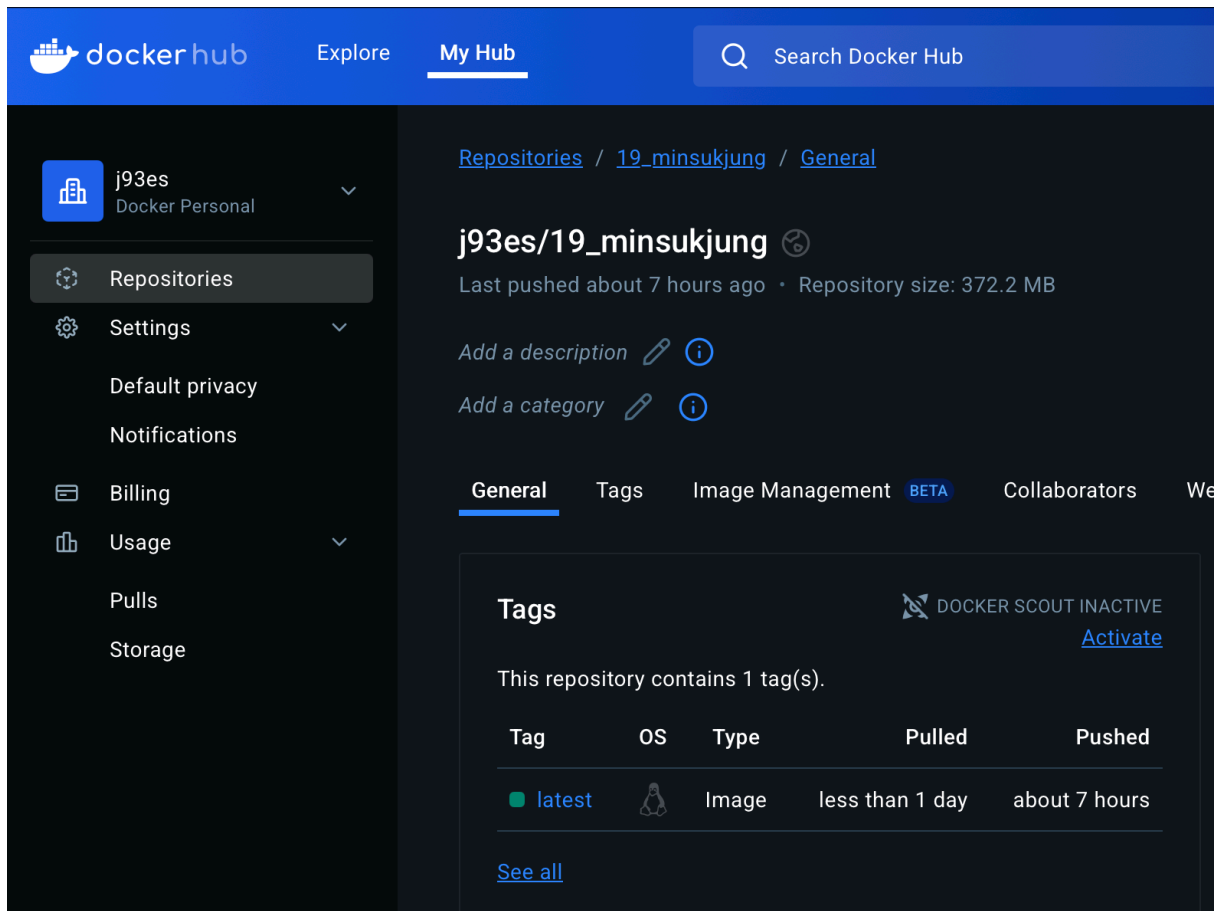 dockerhub Explore My Hub Search Docker Hub
j93es
Docker Personal
Repositories
Settings
Default privacy
Notifications
Billing
Usage
Pulls
Storage
Repositories / 19_minsukjung / General
j93es/19_minsukjung
Last pushed about 7 hours ago • Repository size: 372.2 MB
Add a description
Add a category
General Tags Image Management BETA Collaborators We
Tags
DOCKER SCOUT INACTIVE
Activate
This repository contains 1 tag(s).
Tag OS Type Pulled Pushed
latest Image less than 1 day about 7 hours
See all